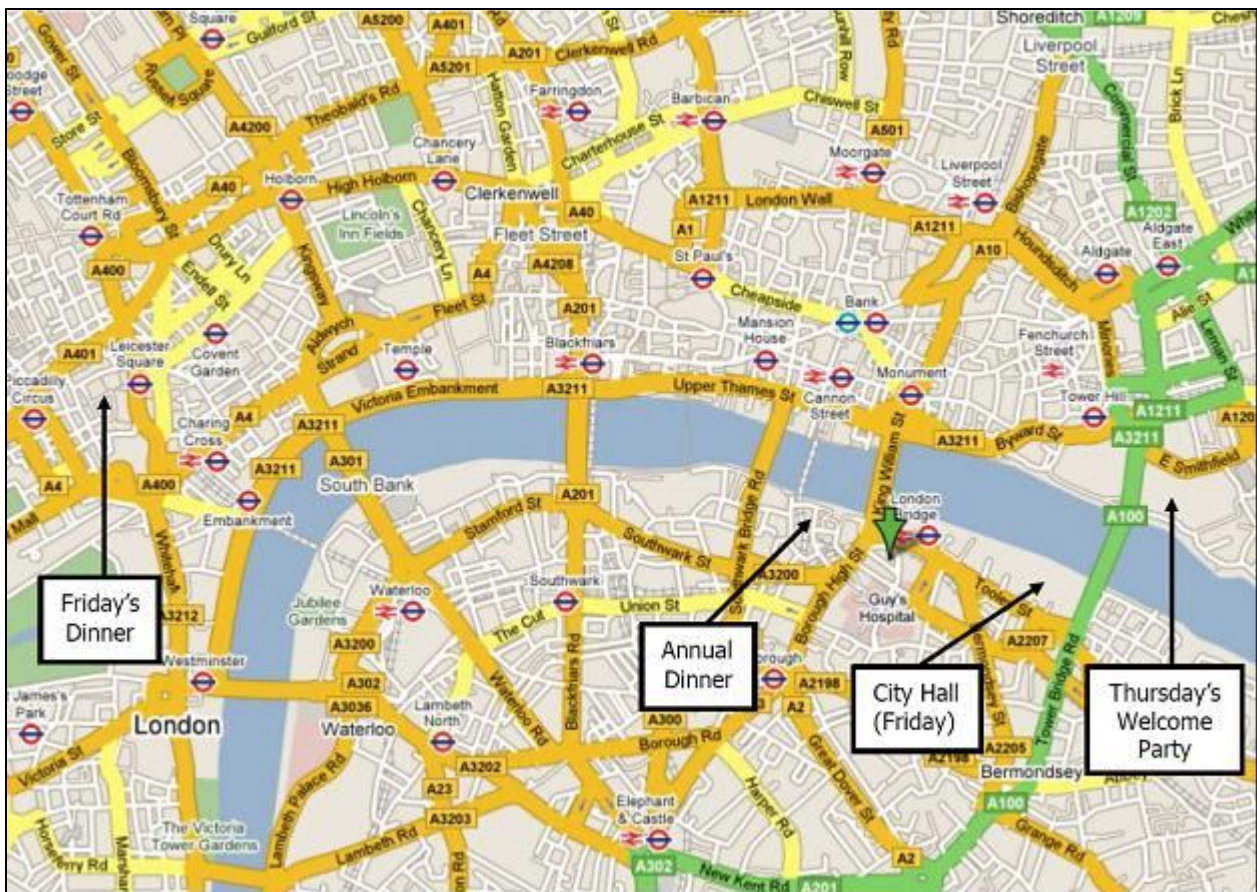 Square
Guilford St
A5200
A401
A201
Clerkenwell Rd
Shoreditch
A1209
Liverpool
Street
Gower St
Russell Square
A5201
Hatton Garden
Farringdon
Barbican
Chiswell St
A501
Commercial St
Brick Ln
Store St
A4200
Theobald's Rd
Charterhouse St
Moorgate
Liverpool
Street
Bishopsgate
Bloomsbury St
A40
Holborn
High Holborn
Chancery
Lane
Clerkenwell
A40
A1211
London Wall
A1211
A1202
Tottenham
Court Rd
Lincoln's
Inn Fields
Chancery Ln
Fleet Street
A1
St Paul's
A10
Houndsditch
Aldgate
Aldgate
East
A400
Drury Ln
Endell St
Kingsway
A4
A4208
A201
Fleet St
Cheapside
Bank
Mansion
House
Fenchurch
Street
Minories
Alie St
Leman St
A401
Leicester
Square
Covent
Garden
Aldwych
Strand
Temple
Blackfriars
Cannon
Street
Monument
Piccadilly
Circus
Victoria Embankment
A3211
Upper Thames St
Tower Hill
A1211
Charing
Cross
A4
A3211
A301
South Bank
King William St
A3211
Byward St
A3211
E Smithfield
A4
A400
A3211
Embankment
Stamford St
A201
Southwark St
Southwark Bridge Rd
London
Bridge
A100
Mall
Whitehall
Friday's
Dinner
Jubilee
Gardens
Waterloo
Southwark
Union St
A3200
Borough High St
Guy's
Hospital
Tooley St
A2207
A3212
A3200
The Cut
Annual
Dinner
City Hall
(Friday)
Thursday's
Welcome
Party
Westminster
A302
Blackfriars Rd
Waterloo Rd
A2198
Bermondsey St
Tower Bridge Rd
James's
Park
London
A3036
Waterloo
Lambeth
North
A300
A2
Great Dover St
A2205
A2198
Bermondsey
Victoria St
A3202
Borough Rd
Harper Rd
A23
Lambeth Palace Rd
Elephant
& Castle
A100
Grange Rd
Horseferry Rd
The Victoria
Tower Gardens
Lambeth Rd
A3203
A302
New Kent Rd
A201
A2